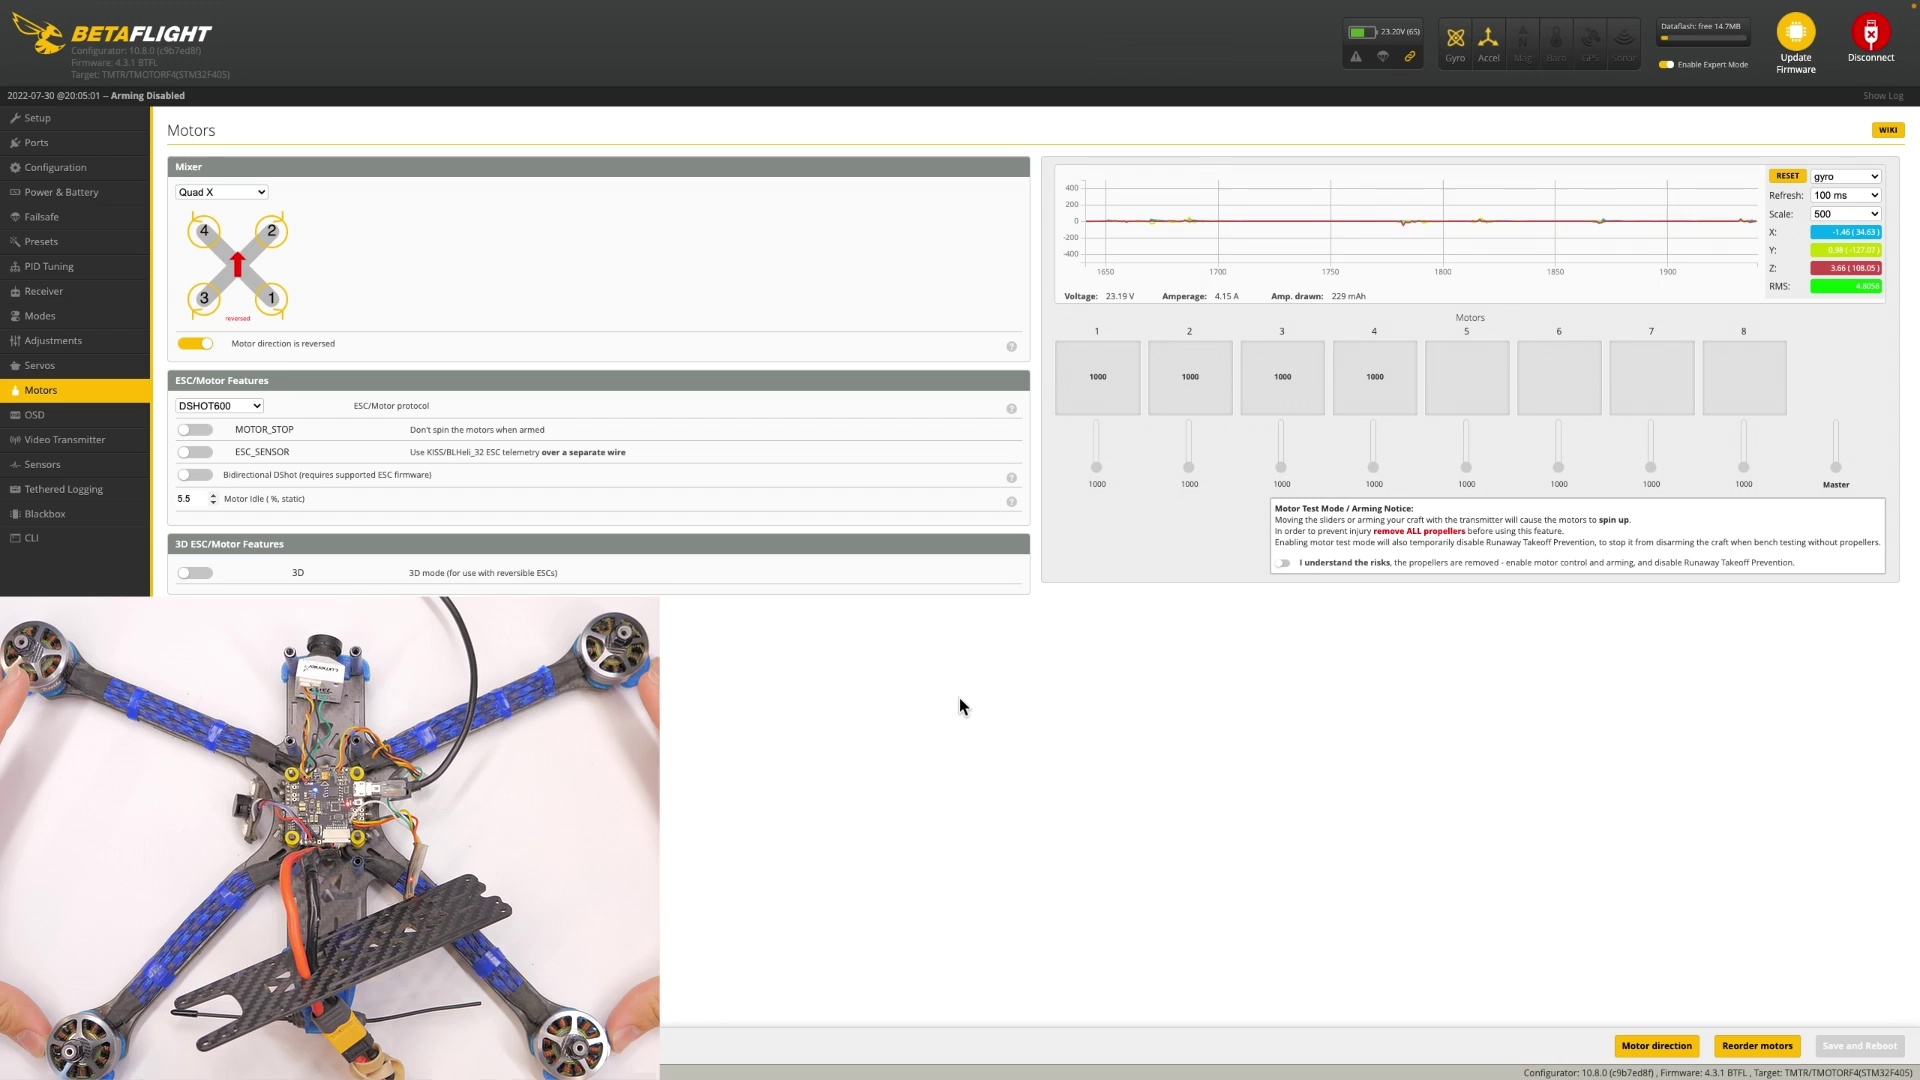 BETAFLIGHT
Configurator: 10.8.0 (c9b7ed8f)
Firmware: 4.3.1 BTFL
Target: TMTR/TMOTORF4(STM32F405)
23.20V (6S)
Gyro Accel Mag Baro GPS Sonar
Dataflash: free 14.7MB
Enable Expert Mode
Update
Firmware
Disconnect
2022-07-30 @20:05:01 -- Arming Disabled
Show Log
Setup
Ports
Configuration
Power & Battery
Failsafe
Presets
PID Tuning
Receiver
Modes
Adjustments
Servos
Motors
OSD
Video Transmitter
Sensors
Tethered Logging
Blackbox
CLI
Motors
WIKI
Mixer
Quad X
4 2
3 1
reversed
Motor direction is reversed
ESC/Motor Features
DSHOT600 ESC/Motor protocol
MOTOR_STOP Don't spin the motors when armed
ESC_SENSOR Use KISS/BLHeli_32 ESC telemetry over a separate wire
Bidirectional DShot (requires supported ESC firmware)
5.5 Motor Idle ( %, static)
3D ESC/Motor Features
3D 3D mode (for use with reversible ESCs)
400
200
0
-200
-400
1650 1700 1750 1800 1850 1900
Voltage: 23.19 V Amperage: 4.15 A Amp. drawn: 229 mAh
RESET gyro
Refresh: 100 ms
Scale: 500
X: -1.46 ( 34.63 )
Y: 0.98 ( -127.07 )
Z: 3.66 ( 108.05 )
RMS: 4.8058
Motors
1 2 3 4 5 6 7 8
1000 1000 1000 1000
1000 1000 1000 1000 1000 1000 1000 1000 Master
Motor Test Mode / Arming Notice:
Moving the sliders or arming your craft with the transmitter will cause the motors to spin up.
In order to prevent injury remove ALL propellers before using this feature.
Enabling motor test mode will also temporarily disable Runaway Takeoff Prevention, to stop it from disarming the craft when bench testing without propellers.
I understand the risks, the propellers are removed - enable motor control and arming, and disable Runaway Takeoff Prevention.
Motor direction
Reorder motors
Save and Reboot
Configurator: 10.8.0 (c9b7ed8f) , Firmware: 4.3.1 BTFL , Target: TMTR/TMOTORF4(STM32F405)